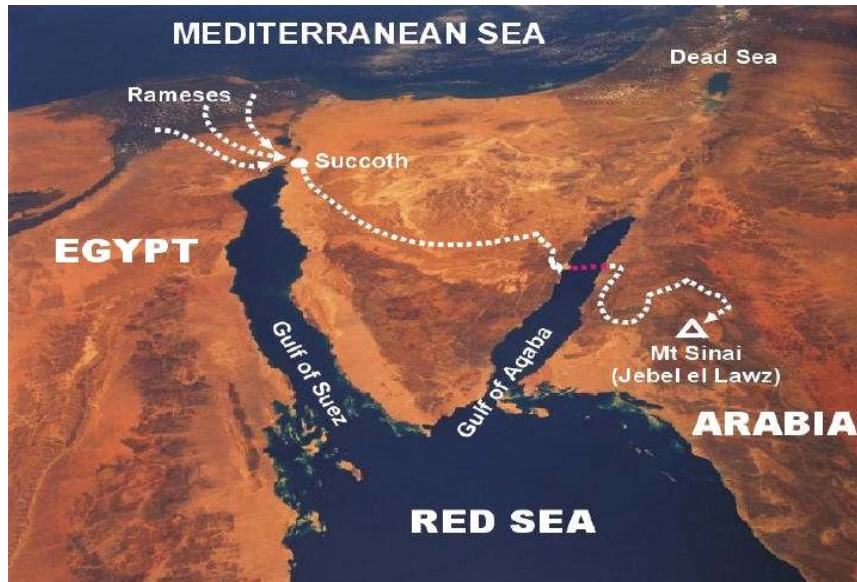 MEDITERRANEAN SEA
Dead Sea
Rameses
Succoth
EGYPT
Gulf of Suez
Gulf of Aqaba
Mt Sinai
(Jebel el Lawz)
ARABIA
RED SEA